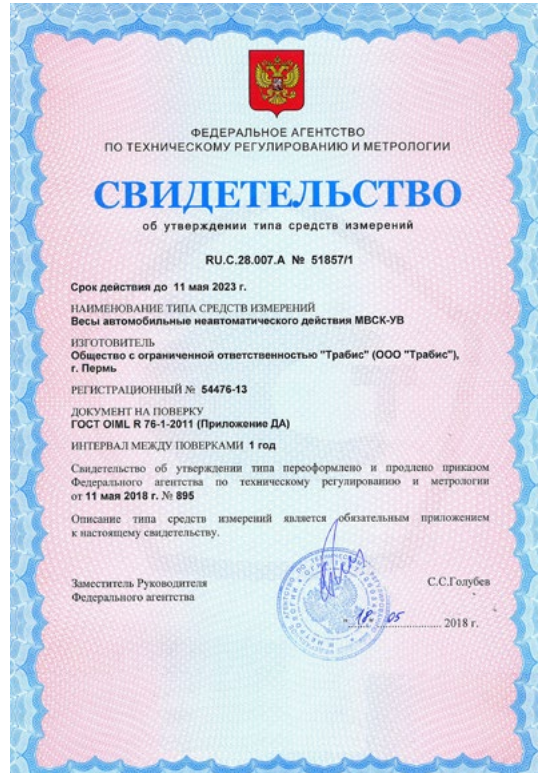 ФЕДЕРАЛЬНОЕ АГЕНТСТВО
ПО ТЕХНИЧЕСКОМУ РЕГУЛИРОВАНИЮ И МЕТРОЛОГИИ
СВИДЕТЕЛЬСТВО
об утверждении типа средств измерений
RU.C.28.007.A № 51857/1
Срок действия до 11 мая 2023 г.
НАИМЕНОВАНИЕ ТИПА СРЕДСТВ ИЗМЕРЕНИЙ
Весы автомобильные неавтоматического действия МВСК-УВ
ИЗГОТОВИТЕЛЬ
Общество с ограниченной ответственностью "Трабис" (ООО "Трабис"),
г. Пермь
РЕГИСТРАЦИОННЫЙ № 54476-13
ДОКУМЕНТ НА ПОВЕРКУ
ГОСТ OIML R 76-1-2011 (Приложение ДА)
ИНТЕРВАЛ МЕЖДУ ПОВЕРКАМИ 1 год
Свидетельство об утверждении типа переоформлено и продлено приказом
Федерального агентства по техническому регулированию и метрологии
от 11 мая 2018 г. № 895
Описание типа средств измерений является обязательным приложением
к настоящему свидетельству.
Заместитель Руководителя
Федерального агентства
С.С.Голубев
"18" 05 2018 г.